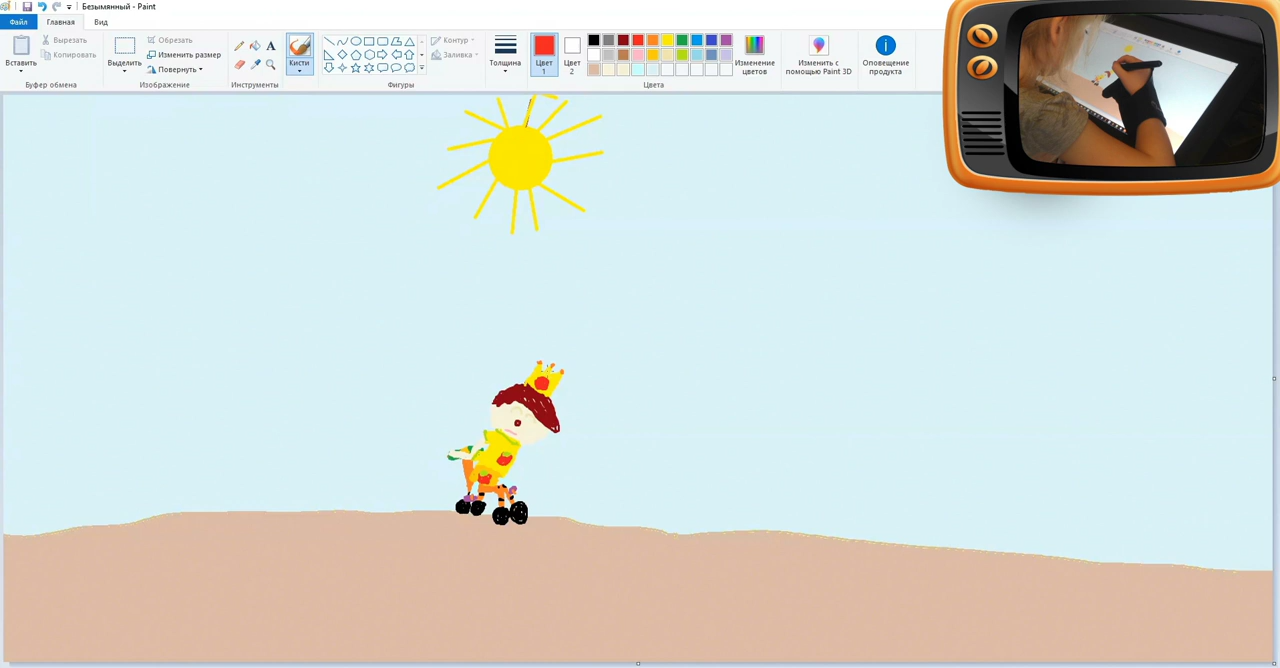 Безымянный - Paint
Файл Главная Вид
Вставить
Вырезать
Копировать
Буфер обмена
Выделить
Обрезать
Изменить размер
Повернуть
Изображение
A
Инструменты
Кисти
Фигуры
Контур
Заливка
Толщина
Цвет 1
Цвет 2
Цвета
Изменение цветов
Изменить с помощью Paint 3D
Оповещение продукта